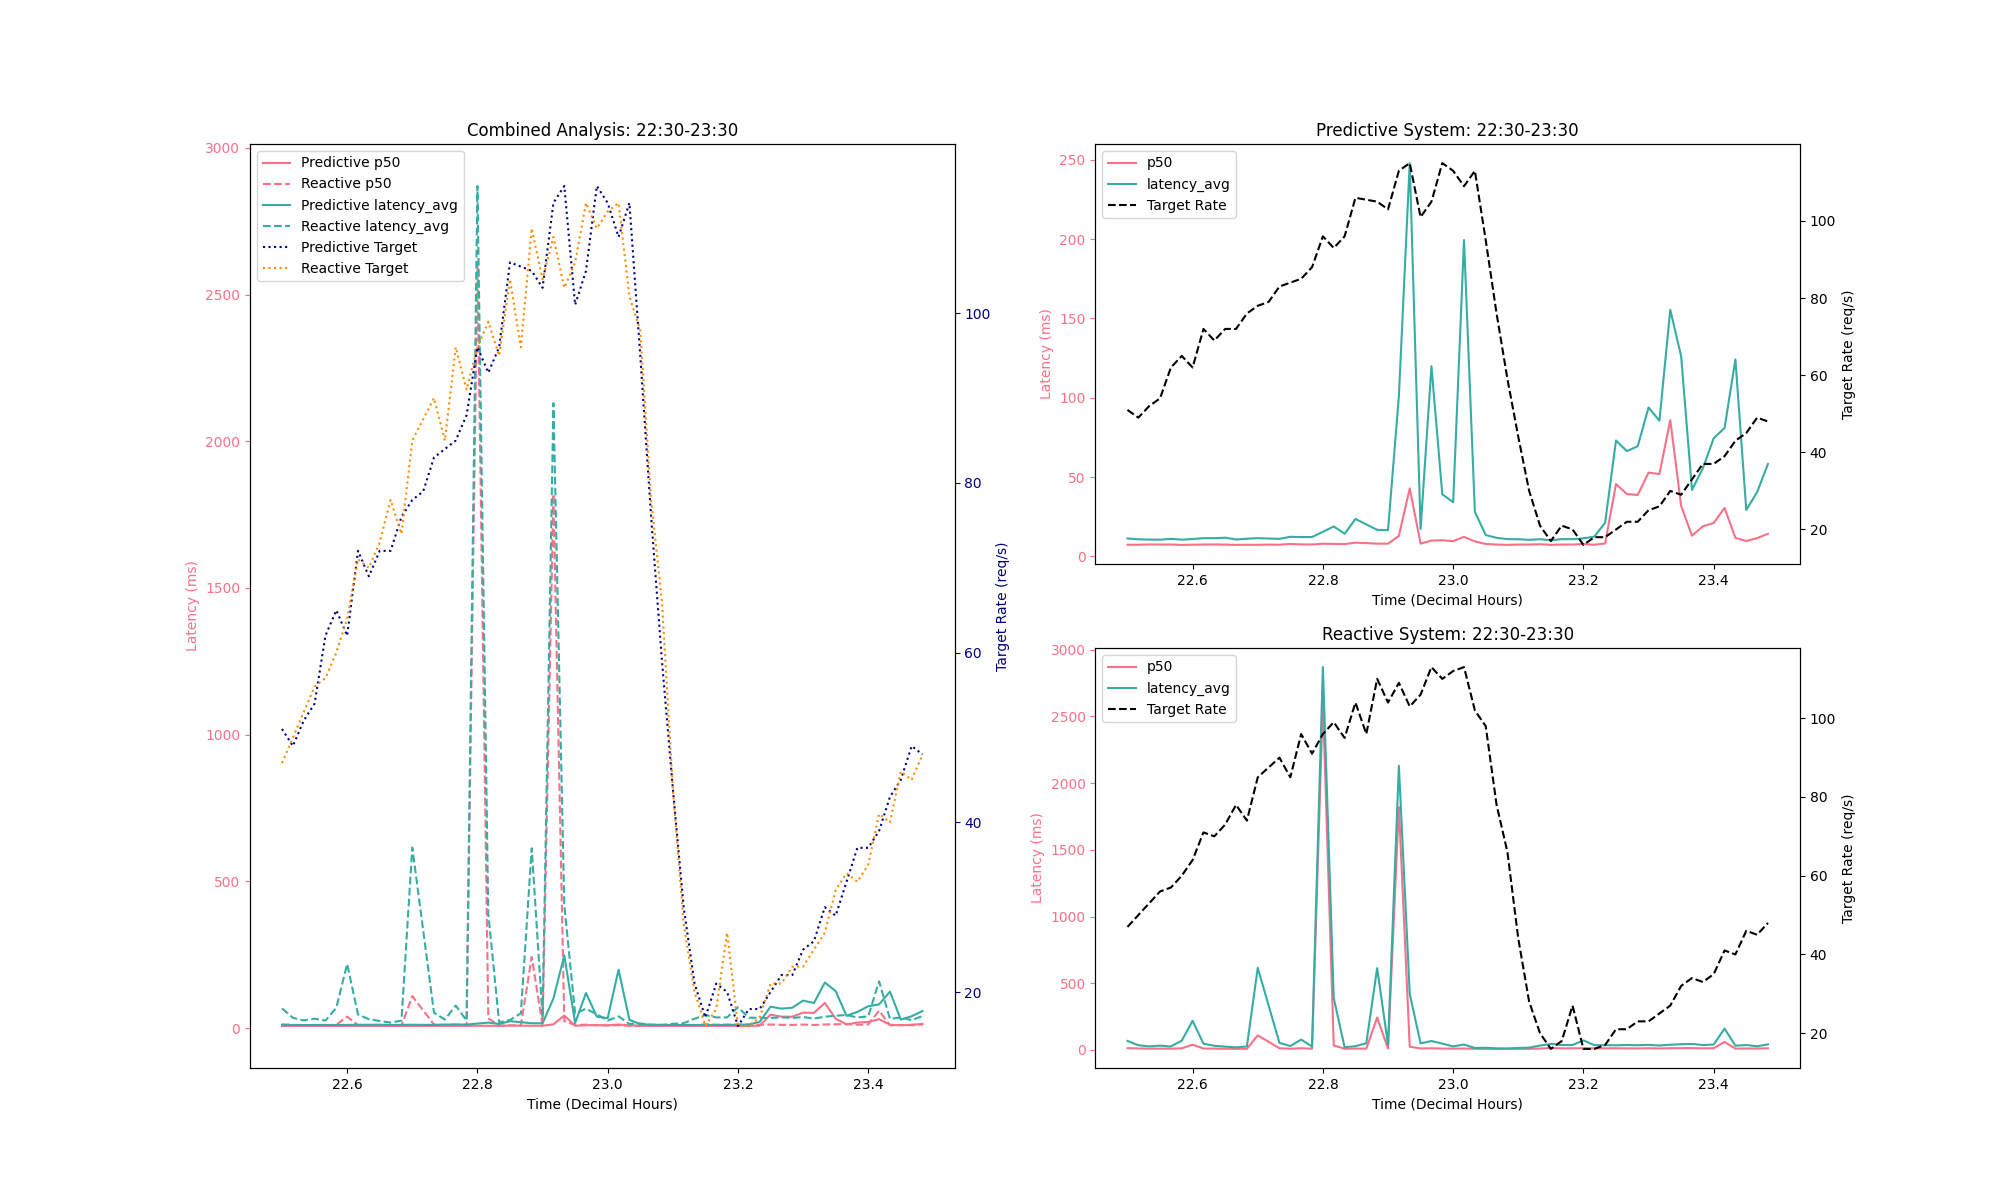 Combined Analysis: 22:30-23:30
Predictive p50
Reactive p50
Predictive latency_avg
Reactive latency_avg
Predictive Target
Reactive Target
3000
2500
2000
1500
1000
500
0
Latency (ms)
100
80
60
40
20
Target Rate (req/s)
22.6 22.8 23.0 23.2 23.4
Time (Decimal Hours)
Predictive System: 22:30-23:30
p50
latency_avg
Target Rate
250
200
150
100
50
0
Latency (ms)
100
80
60
40
20
Target Rate (req/s)
22.6 22.8 23.0 23.2 23.4
Time (Decimal Hours)
Reactive System: 22:30-23:30
p50
latency_avg
Target Rate
3000
2500
2000
1500
1000
500
0
Latency (ms)
100
80
60
40
20
Target Rate (req/s)
22.6 22.8 23.0 23.2 23.4
Time (Decimal Hours)